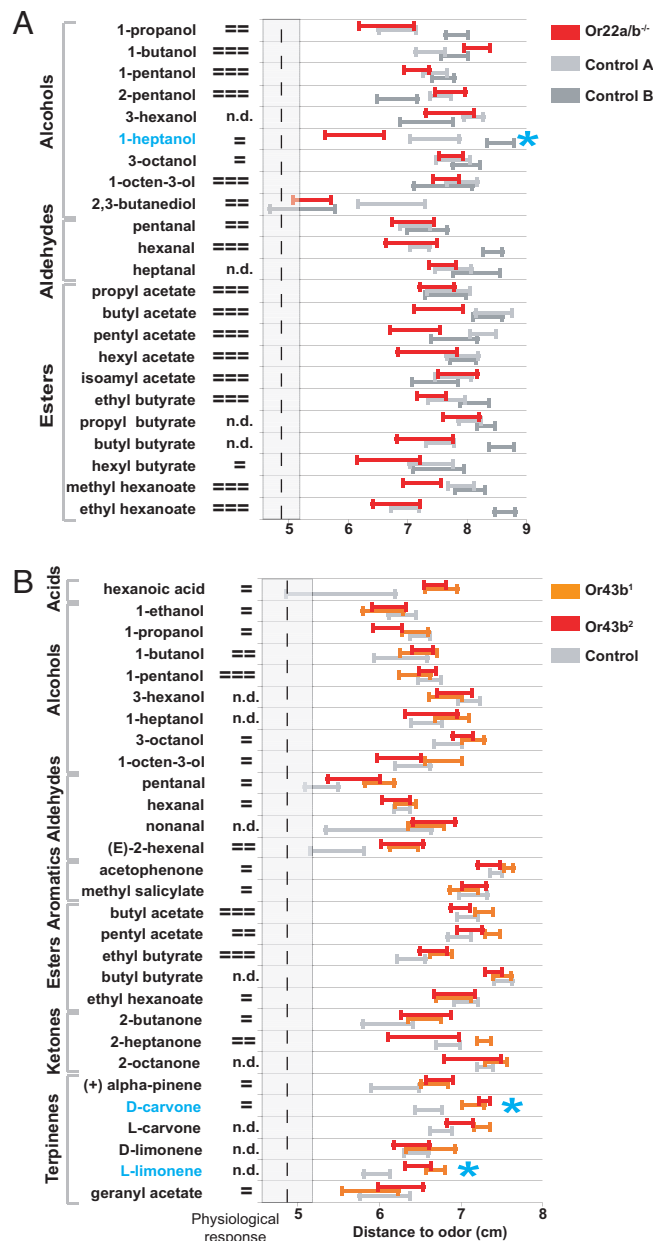 A
Alcohols
1-propanol ==
1-butanol ===
1-pentanol ===
2-pentanol ===
3-hexanol n.d.
1-heptanol = *
3-octanol =
1-octen-3-ol ===
2,3-butanediol ==
Aldehydes
pentanal ==
hexanal ===
heptanal n.d.
Esters
propyl acetate ===
butyl acetate ===
pentyl acetate ===
hexyl acetate ===
isoamyl acetate ===
ethyl butyrate ===
propyl butyrate n.d.
butyl butyrate n.d.
hexyl butyrate =
methyl hexanoate ===
ethyl hexanoate ===
5 6 7 8 9
Or22a/b-/-
Control A
Control B
B
Acids
hexanoic acid =
Alcohols
1-ethanol =
1-propanol =
1-butanol ==
1-pentanol ===
3-hexanol n.d.
1-heptanol n.d.
3-octanol =
1-octen-3-ol =
Aldehydes
pentanal =
hexanal =
nonanal n.d.
(E)-2-hexenal ==
Aromatics
acetophenone =
methyl salicylate =
Esters
butyl acetate ===
pentyl acetate ==
ethyl butyrate ===
butyl butyrate n.d.
ethyl hexanoate =
Ketones
2-butanone =
2-heptanone ==
2-octanone n.d.
Terpinenes
(+) alpha-pinene =
D-carvone = *
L-carvone n.d.
D-limonene n.d.
L-limonene n.d. *
geranyl acetate =
5 6 7 8
Physiological
response
Distance to odor (cm)
Or43b1
Or43b2
Control